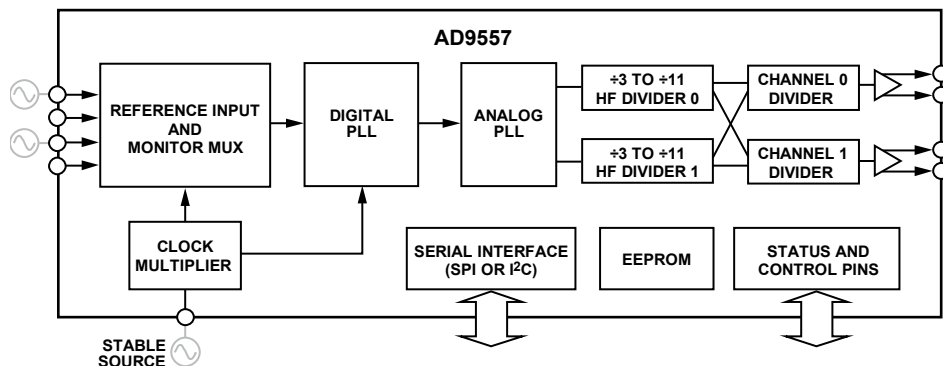 AD9557
REFERENCE INPUT
AND
MONITOR MUX
DIGITAL
PLL
ANALOG
PLL
÷3 TO ÷11
HF DIVIDER 0
÷3 TO ÷11
HF DIVIDER 1
CHANNEL 0
DIVIDER
CHANNEL 1
DIVIDER
CLOCK
MULTIPLIER
SERIAL INTERFACE
(SPI OR I²C)
EEPROM
STATUS AND
CONTROL PINS
STABLE
SOURCE